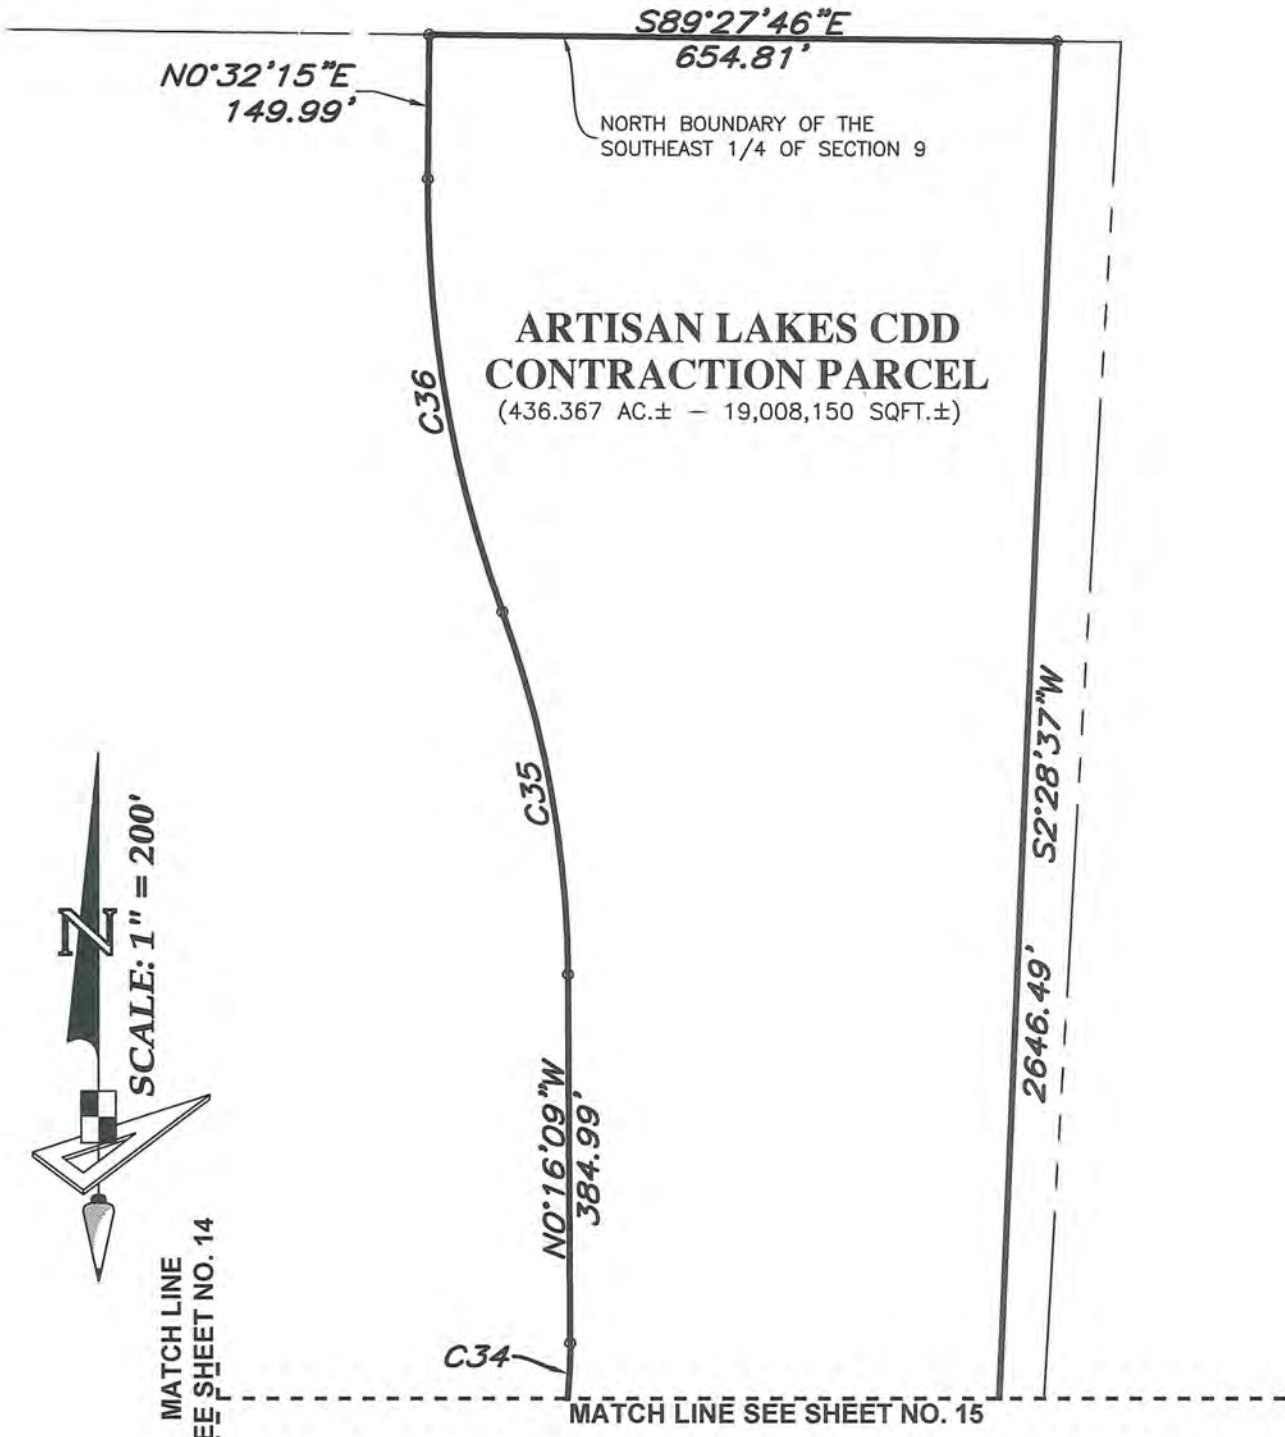 S89°27'46"E
654.81'
N0°32'15"E
149.99'
NORTH BOUNDARY OF THE
SOUTHEAST 1/4 OF SECTION 9
ARTISAN LAKES CDD
CONTRACTION PARCEL
(436.367 AC.± – 19,008,150 SQFT.±)
C36
C35
S2°28'37"W
2646.49'
N
SCALE: 1" = 200'
N0°16'09"W
384.99'
C34
MATCH LINE
EE SHEET NO. 14
MATCH LINE SEE SHEET NO. 15